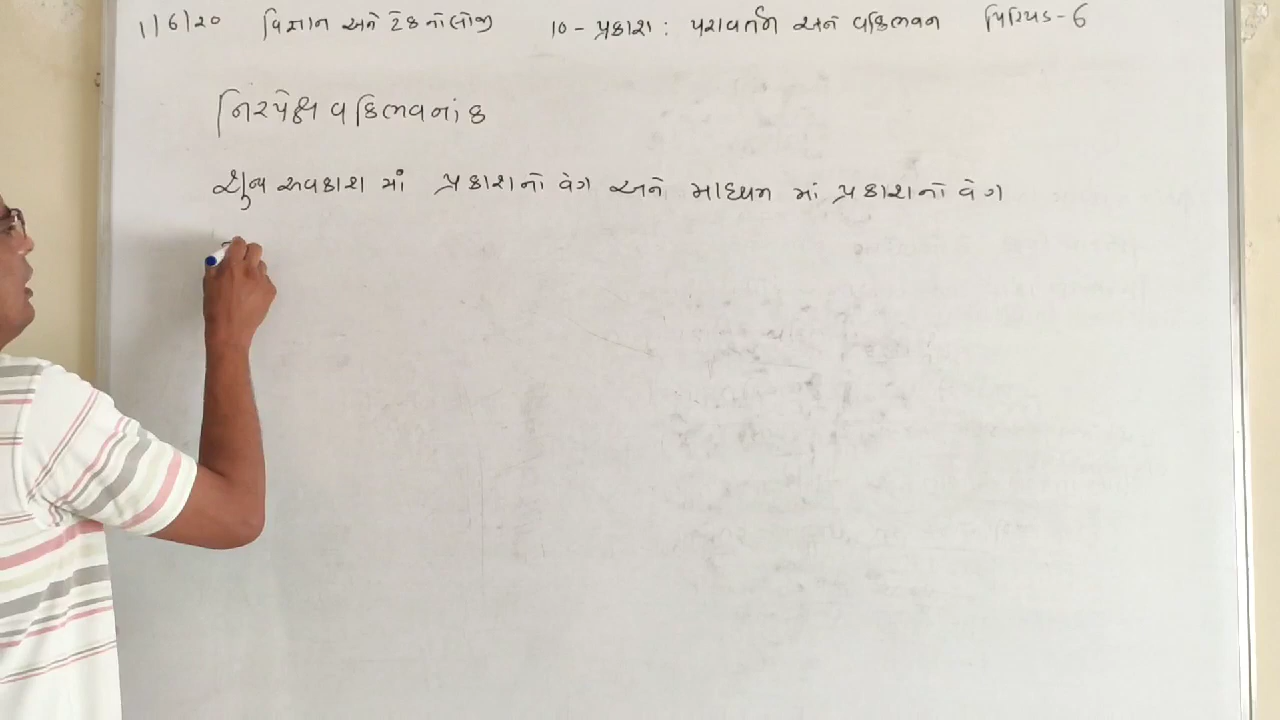 1/6/20 વિજ્ઞાન અને ટેકનોલોજી 10 - પ્રકાશ : પરાવર્તન અને વક્રિભવન પિરિયડ - 6
નિરપેક્ષ વક્રિભવનાંક
શુન્ય અવકાશ માં પ્રકાશનો વેગ અને માધ્યમ માં પ્રકાશનો વેગ